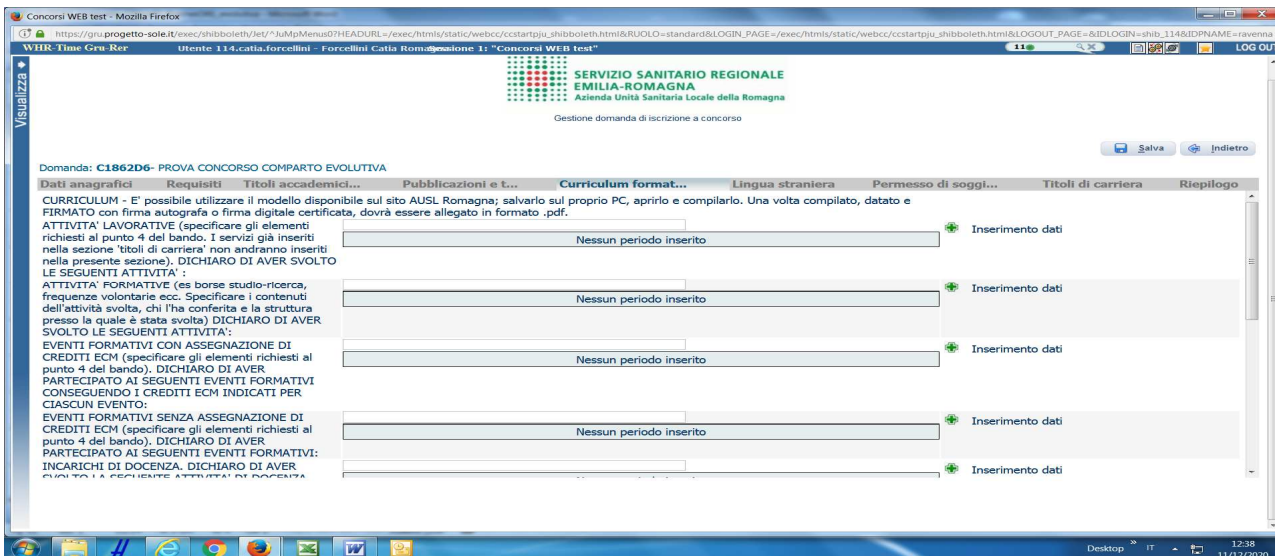 Concorsi WEB test - Mozilla Firefox
https://gru.progetto-sole.it/exec/shibboleth/Jet/^JuMpMenus0?HEADURL=/exec/htmls/static/webcc/ccstartpju_shibboleth.html&RUOLO=standard&LOGIN_PAGE=/exec/htmls/static/webcc/ccstartpju_shibboleth.html&LOGOUT_PAGE=&IDLOGIN=shib_114&IDPNAME=ravenna
WHR-Time Gru-Rer Utente 114.catia.forcellini - Forcellini Catia Sessione 1: "Concorsi WEB test" 110 LOG OU
Visualizza
SERVIZIO SANITARIO REGIONALE
EMILIA-ROMAGNA
Azienda Unità Sanitaria Locale della Romagna
Gestione domanda di iscrizione a concorso
Salva Indietro
Domanda: C1862D6- PROVA CONCORSO COMPARTO EVOLUTIVA
Dati anagrafici Requisiti Titoli accademici... Pubblicazioni e t... Curriculum format... Lingua straniera Permesso di soggi... Titoli di carriera Riepilogo
CURRICULUM - E' possibile utilizzare il modello disponibile sul sito AUSL Romagna; salvarlo sul proprio PC, aprirlo e compilarlo. Una volta compilato, datato e
FIRMATO con firma autografa o firma digitale certificata, dovrà essere allegato in formato .pdf.
ATTIVITA' LAVORATIVE (specificare gli elementi
richiesti al punto 4 del bando. I servizi già inseriti
nella sezione 'titoli di carriera' non andranno inseriti
nella presente sezione). DICHIARO DI AVER SVOLTO
LE SEGUENTI ATTIVITA' :
Nessun periodo inserito
Inserimento dati
ATTIVITA' FORMATIVE (es borse studio-ricerca,
frequenze volontarie ecc. Specificare i contenuti
dell'attività svolta, chi l'ha conferita e la struttura
presso la quale è stata svolta) DICHIARO DI AVER
SVOLTO LE SEGUENTI ATTIVITA':
Nessun periodo inserito
Inserimento dati
EVENTI FORMATIVI CON ASSEGNAZIONE DI
CREDITI ECM (specificare gli elementi richiesti al
punto 4 del bando). DICHIARO DI AVER
PARTECIPATO AI SEGUENTI EVENTI FORMATIVI
CONSEGUENDO I CREDITI ECM INDICATI PER
CIASCUN EVENTO:
Nessun periodo inserito
Inserimento dati
EVENTI FORMATIVI SENZA ASSEGNAZIONE DI
CREDITI ECM (specificare gli elementi richiesti al
punto 4 del bando). DICHIARO DI AVER
PARTECIPATO AI SEGUENTI EVENTI FORMATIVI:
Nessun periodo inserito
Inserimento dati
INCARICHI DI DOCENZA. DICHIARO DI AVER
SVOLTO LA SEGUENTE ATTIVITA' DI DOCENZA
Inserimento dati
Desktop IT 12:38
11/12/2020